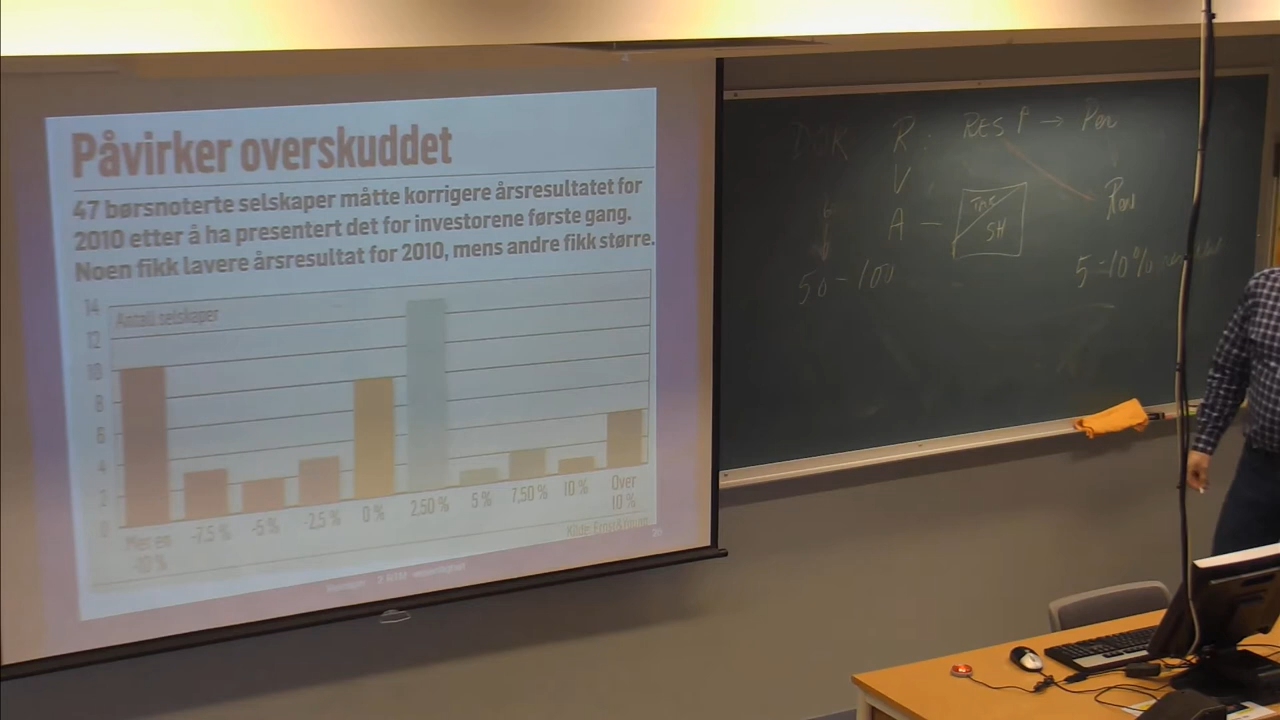 Påvirker overskuddet
47 børsnoterte selskaper måtte korrigere årsresultatet for
2010 etter å ha presentert det for investorene første gang.
Noen fikk lavere årsresultat for 2010, mens andre fikk større.
14
Antall selskaper
12
10
8
6
4
2
0
Mer en
-10 %
-7.5 %
-5 %
-2,5 %
0 %
2,50 %
5 %
7,50 %
10 %
Over
10 %
Kilde: Ernst & Young
R: RESP → Pen
V
A –
SH
50-100
5-10%